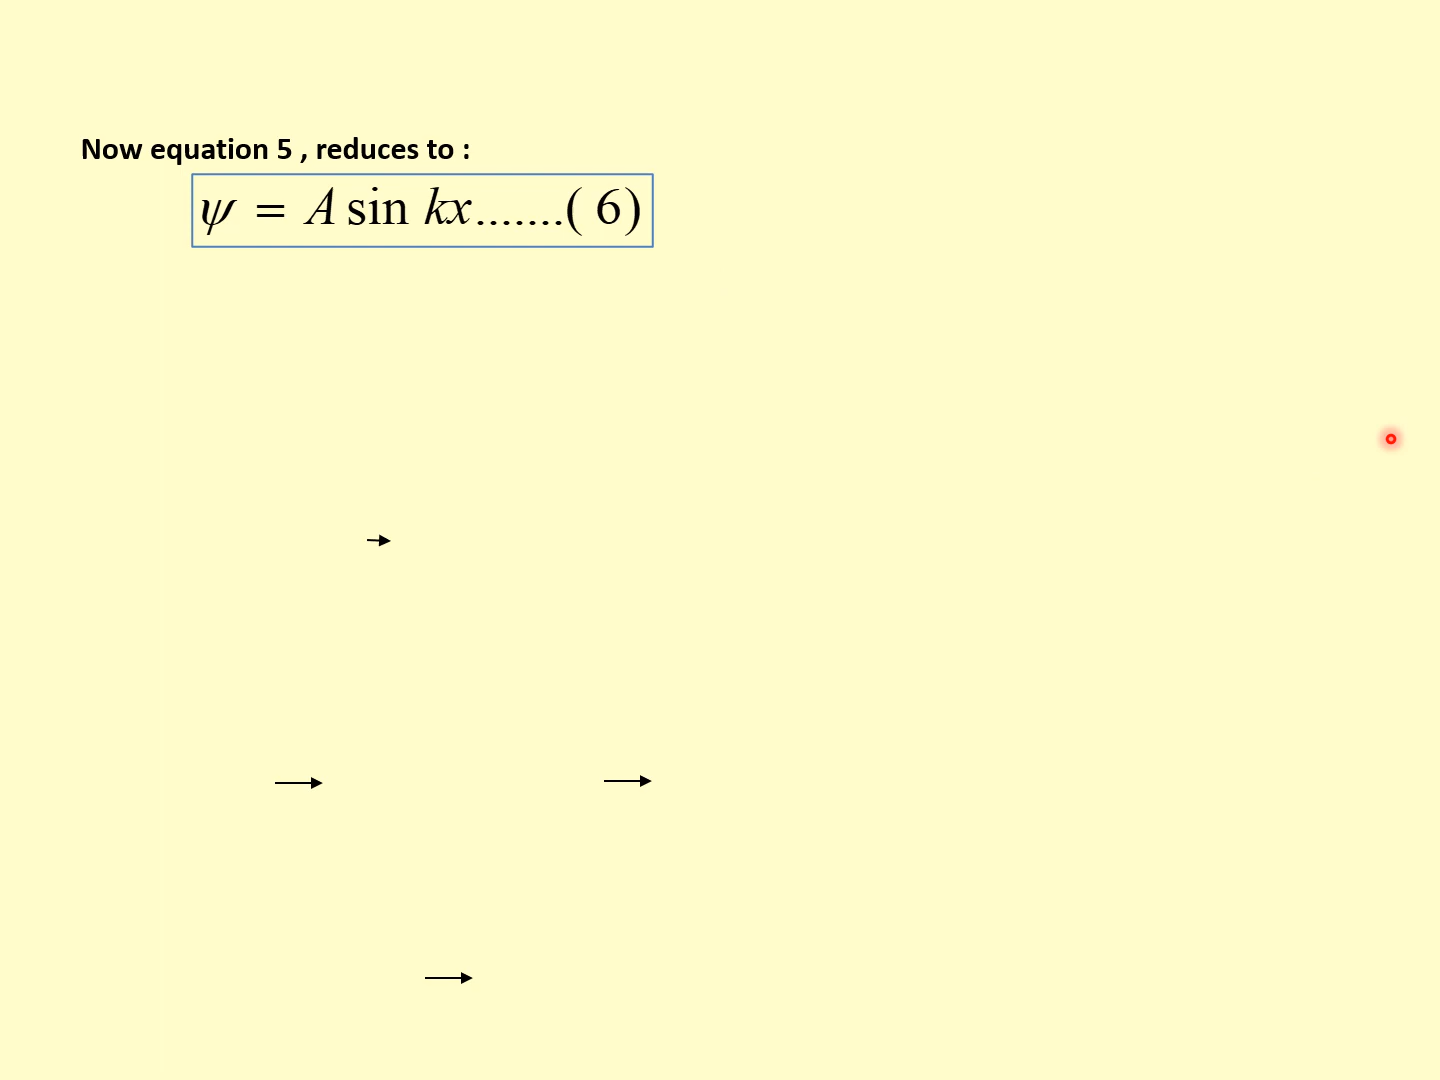 Now equation 5 , reduces to :
ψ = A sin kx.......( 6)